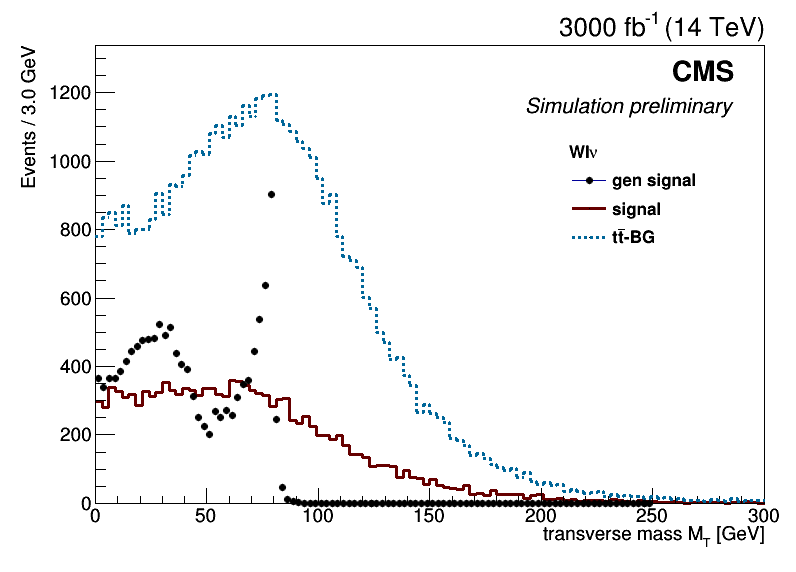 3000 fb⁻¹ (14 TeV)
Events / 3.0 GeV
CMS
Simulation preliminary
Wlν
gen signal
signal
tt̄-BG
1200
1000
800
600
400
200
0
0 50 100 150 200 250 300
transverse mass M_T [GeV]